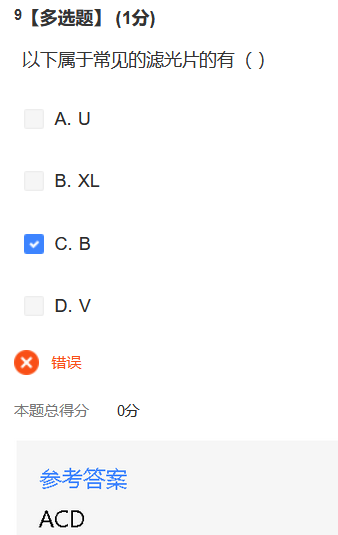 9【多选题】 (1分)
以下属于常见的滤光片的有（ ）
A. U
B. XL
C. B
D. V
错误
本题总得分 0分
参考答案
ACD